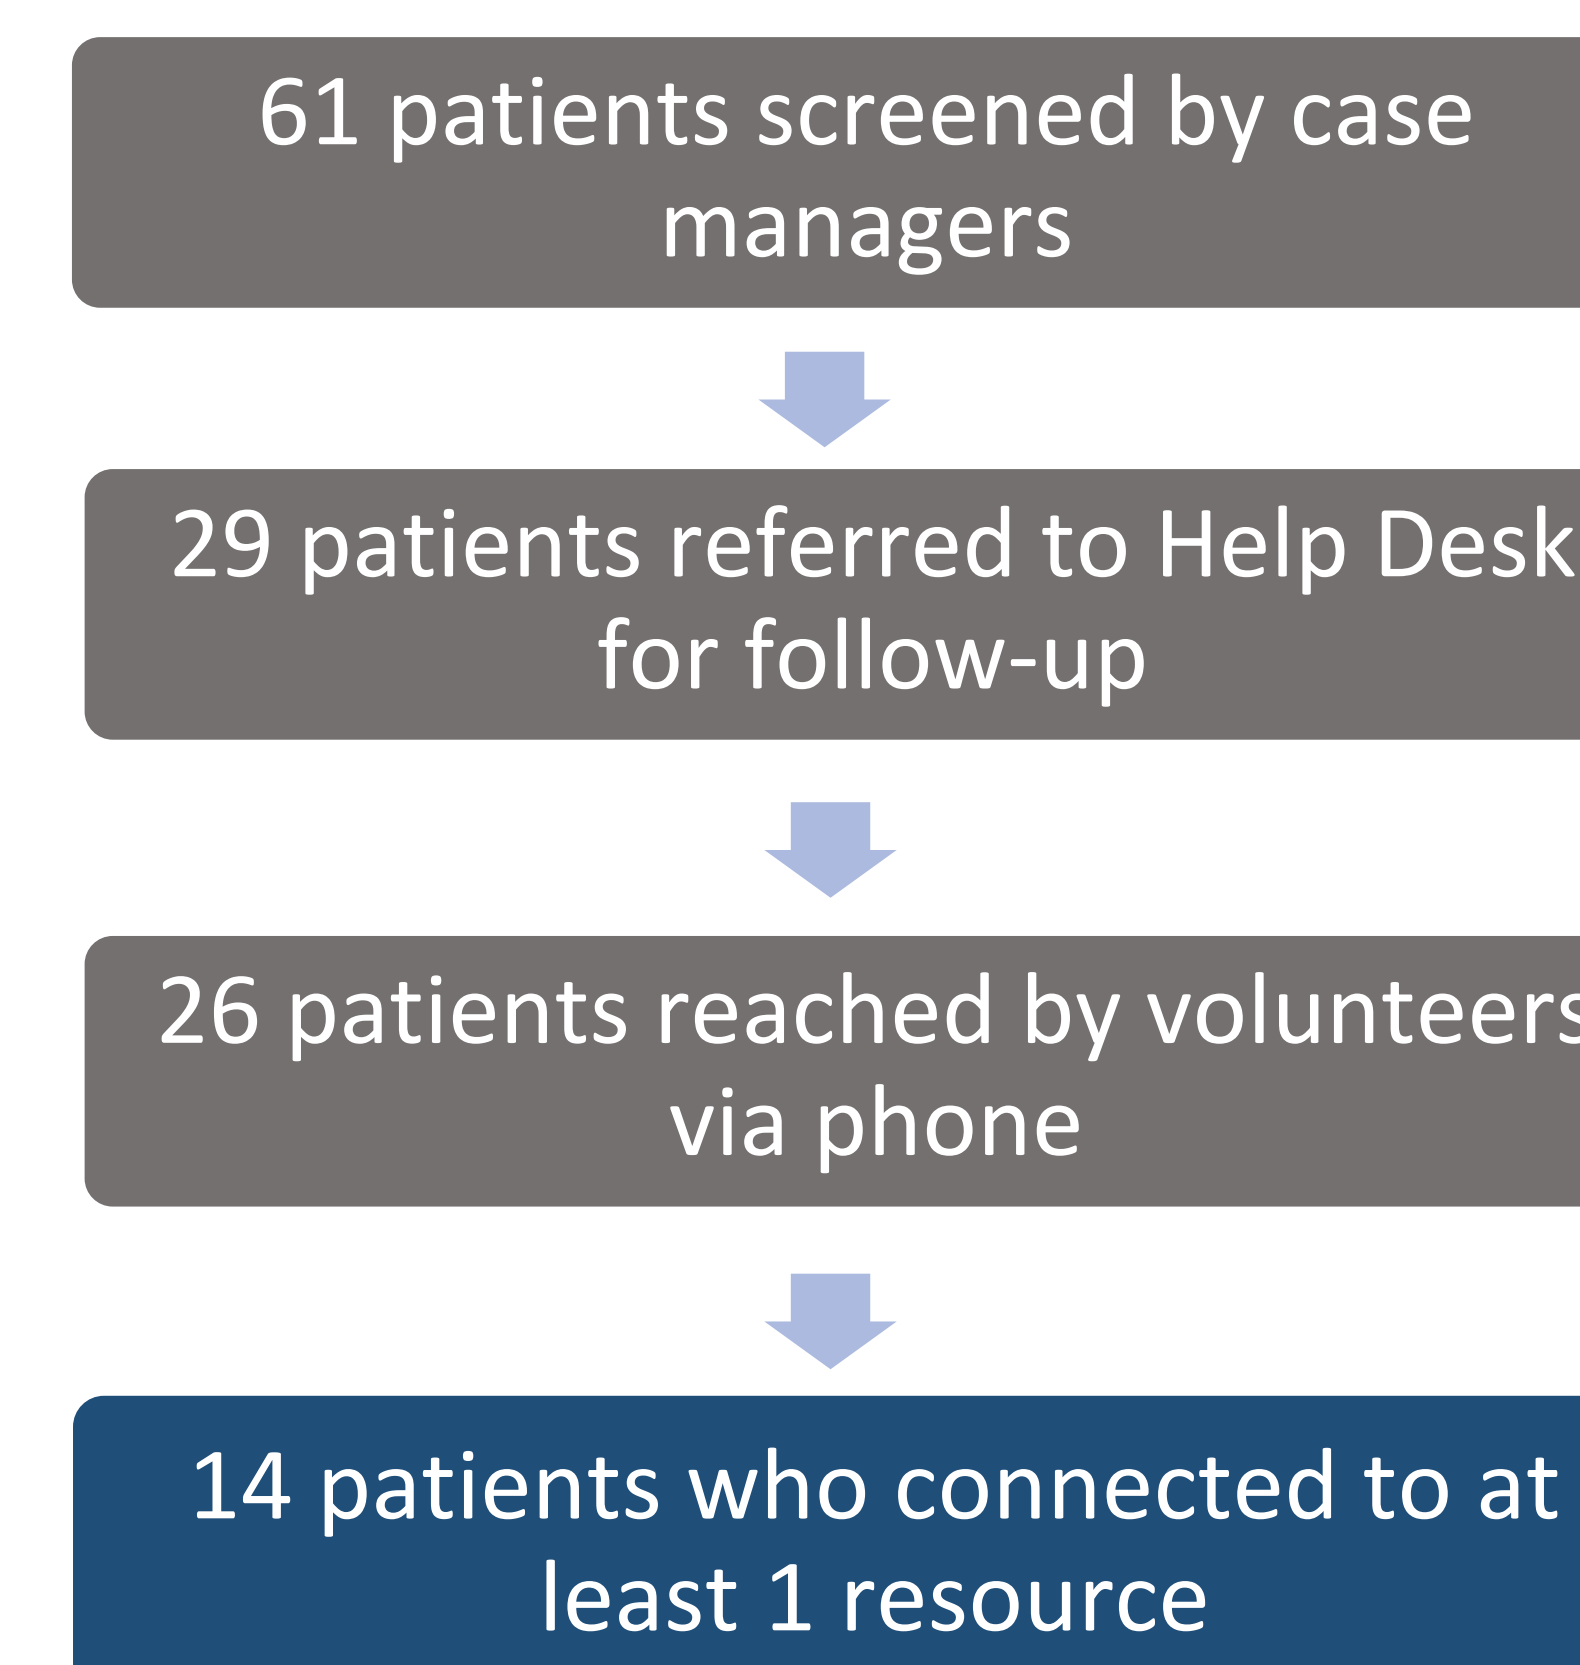 61 patients screened by case
managers
29 patients referred to Help Desk
for follow-up
26 patients reached by volunteers
via phone
14 patients who connected to at
least 1 resource